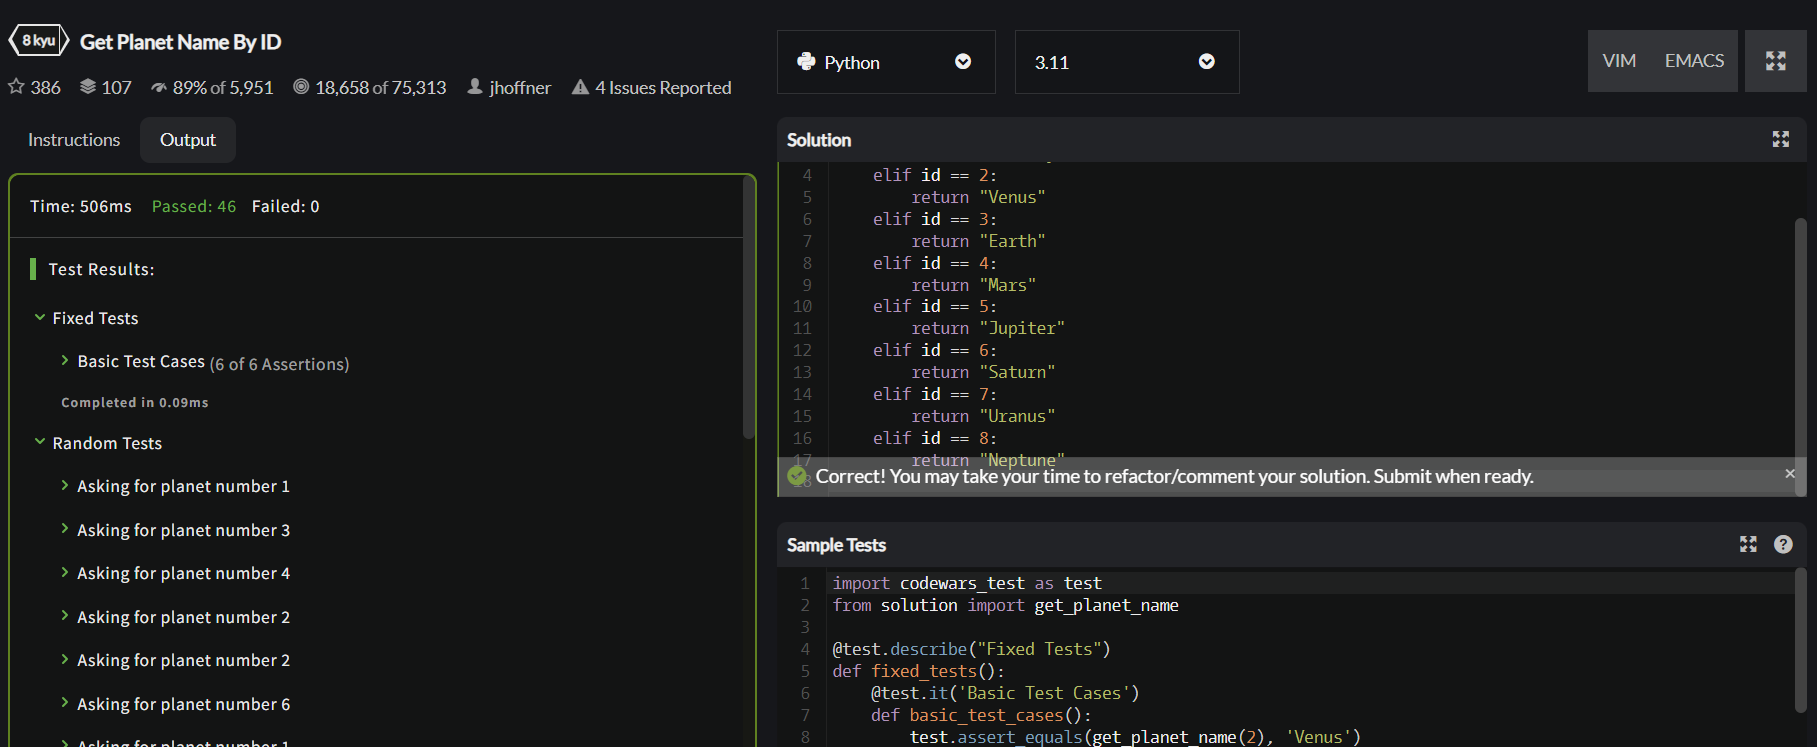 8 kyu Get Planet Name By ID
386 107 89% of 5,951 18,658 of 75,313 jhoffner 4 Issues Reported
Instructions Output
Time: 506ms Passed: 46 Failed: 0
Test Results:
Fixed Tests
Basic Test Cases (6 of 6 Assertions)
Completed in 0.09ms
Random Tests
Asking for planet number 1
Asking for planet number 3
Asking for planet number 4
Asking for planet number 2
Asking for planet number 2
Asking for planet number 6
Asking for planet number 1
Python 3.11 VIM EMACS
Solution
4 elif id == 2:
5 return "Venus"
6 elif id == 3:
7 return "Earth"
8 elif id == 4:
9 return "Mars"
10 elif id == 5:
11 return "Jupiter"
12 elif id == 6:
13 return "Saturn"
14 elif id == 7:
15 return "Uranus"
16 elif id == 8:
17 return "Neptune"
18
Correct! You may take your time to refactor/comment your solution. Submit when ready. ×
Sample Tests ?
1 import codewars_test as test
2 from solution import get_planet_name
3
4 @test.describe("Fixed Tests")
5 def fixed_tests():
6 @test.it('Basic Test Cases')
7 def basic_test_cases():
8 test.assert_equals(get_planet_name(2), 'Venus')